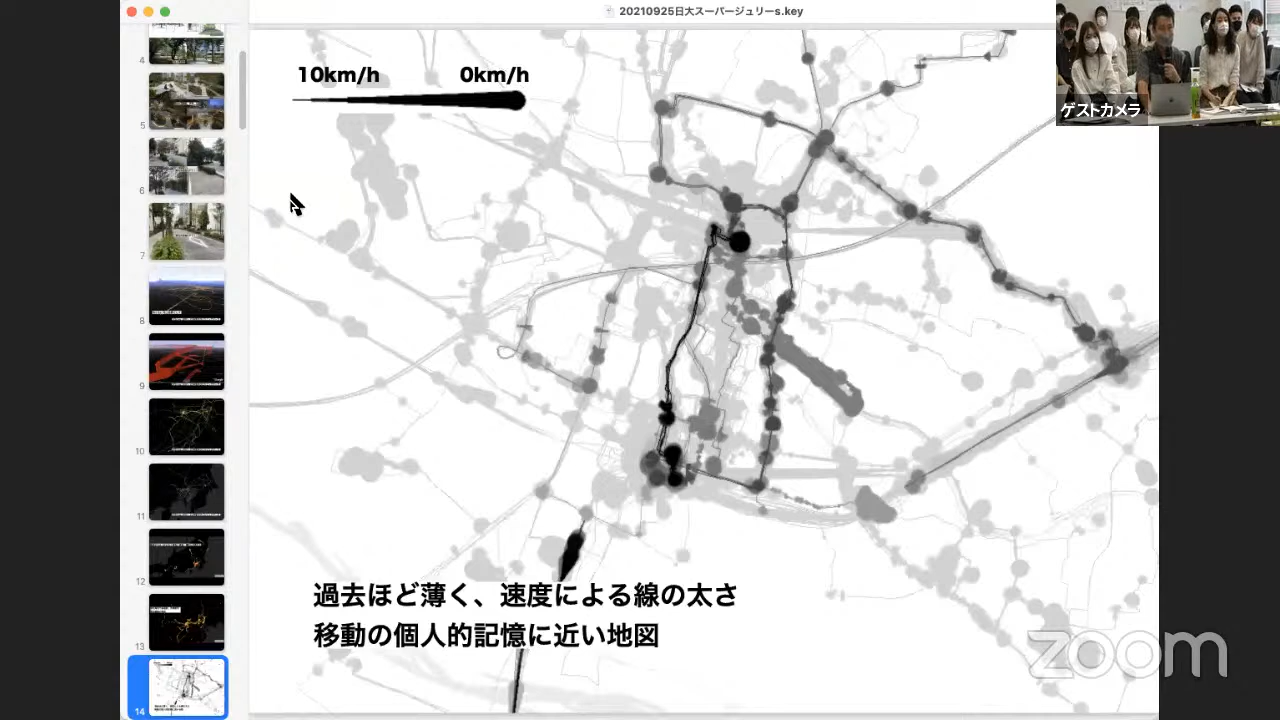 20210925日大スーパージュリーs.key
10km/h 0km/h
ゲストカメラ
過去ほど薄く、速度による線の太さ
移動の個人的記憶に近い地図
4
5
6
7
8
9
10
11
12
13
14
zoom